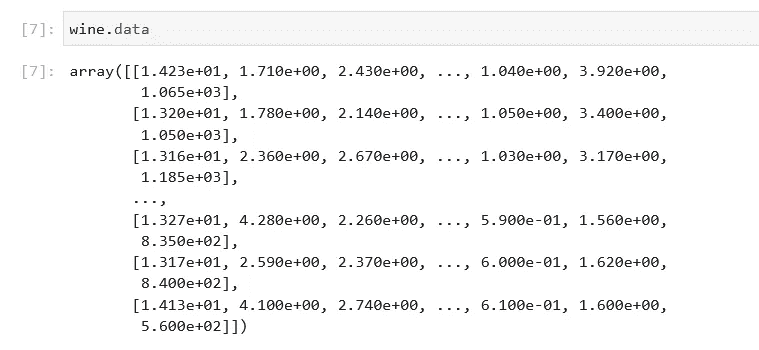 [7]: wine.data
[7]: array([[1.423e+01, 1.710e+00, 2.430e+00, ..., 1.040e+00, 3.920e+00,
1.065e+03],
[1.320e+01, 1.780e+00, 2.140e+00, ..., 1.050e+00, 3.400e+00,
1.050e+03],
[1.316e+01, 2.360e+00, 2.670e+00, ..., 1.030e+00, 3.170e+00,
1.185e+03],
...,
[1.327e+01, 4.280e+00, 2.260e+00, ..., 5.900e-01, 1.560e+00,
8.350e+02],
[1.317e+01, 2.590e+00, 2.370e+00, ..., 6.000e-01, 1.620e+00,
8.400e+02],
[1.413e+01, 4.100e+00, 2.740e+00, ..., 6.100e-01, 1.600e+00,
5.600e+02]])